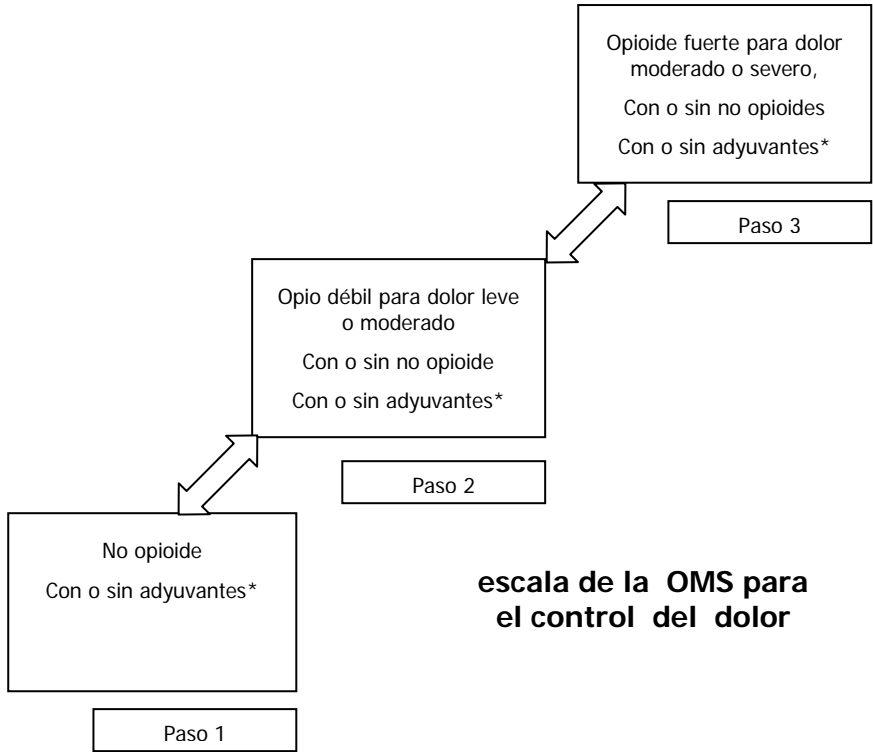 Opioide fuerte para dolor
moderado o severo,
Con o sin no opioides
Con o sin adyuvantes*
Paso 3
Opio débil para dolor leve
o moderado
Con o sin no opioide
Con o sin adyuvantes*
Paso 2
No opioide
Con o sin adyuvantes*
escala de la OMS para
el control del dolor
Paso 1